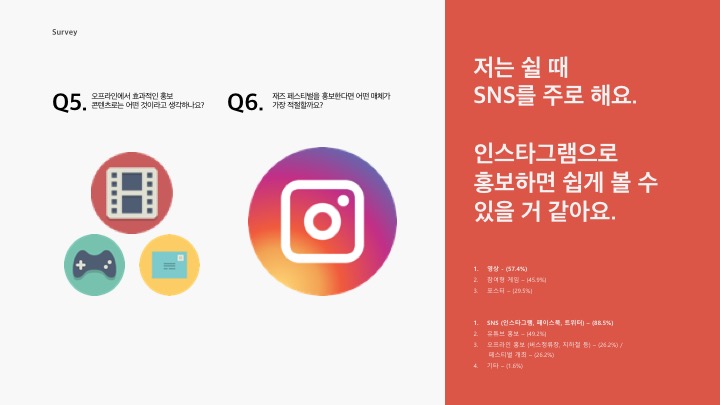 Survey
Q5.
오프라인에서 효과적인 홍보
콘텐츠로는 어떤 것이라고 생각하나요?
Q6.
재즈 페스티벌을 홍보한다면 어떤 매체가
가장 적절할까요?
저는 쉴 때
SNS를 주로 해요.
인스타그램으로
홍보하면 쉽게 볼 수
있을 거 같아요.
1. 영상 – (57.4%)
2. 참여형 게임 – (45.9%)
3. 포스터 – (29.5%)
1. SNS (인스타그램, 페이스북, 트위터) – (88.5%)
2. 유튜브 홍보 – (49.2%)
3. 오프라인 홍보 (버스정류장, 지하철 등) – (26.2%) /
페스티벌 개최 – (26.2%)
4. 기타 – (1.6%)